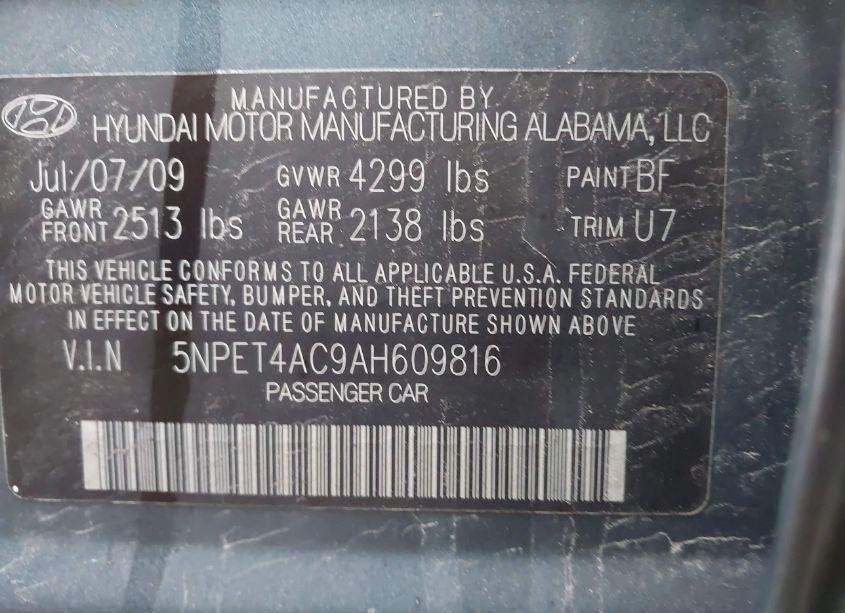 MANUFACTURED BY
HYUNDAI MOTOR MANUFACTURING ALABAMA, LLC
Jul/07/09 GVWR 4299 lbs PAINT BF
GAWR FRONT 2513 lbs GAWR REAR 2138 lbs TRIM U7
THIS VEHICLE CONFORMS TO ALL APPLICABLE U.S.A. FEDERAL
MOTOR VEHICLE SAFETY, BUMPER, AND THEFT PREVENTION STANDARDS
IN EFFECT ON THE DATE OF MANUFACTURE SHOWN ABOVE
V.I.N 5NPET4AC9AH609816
PASSENGER CAR